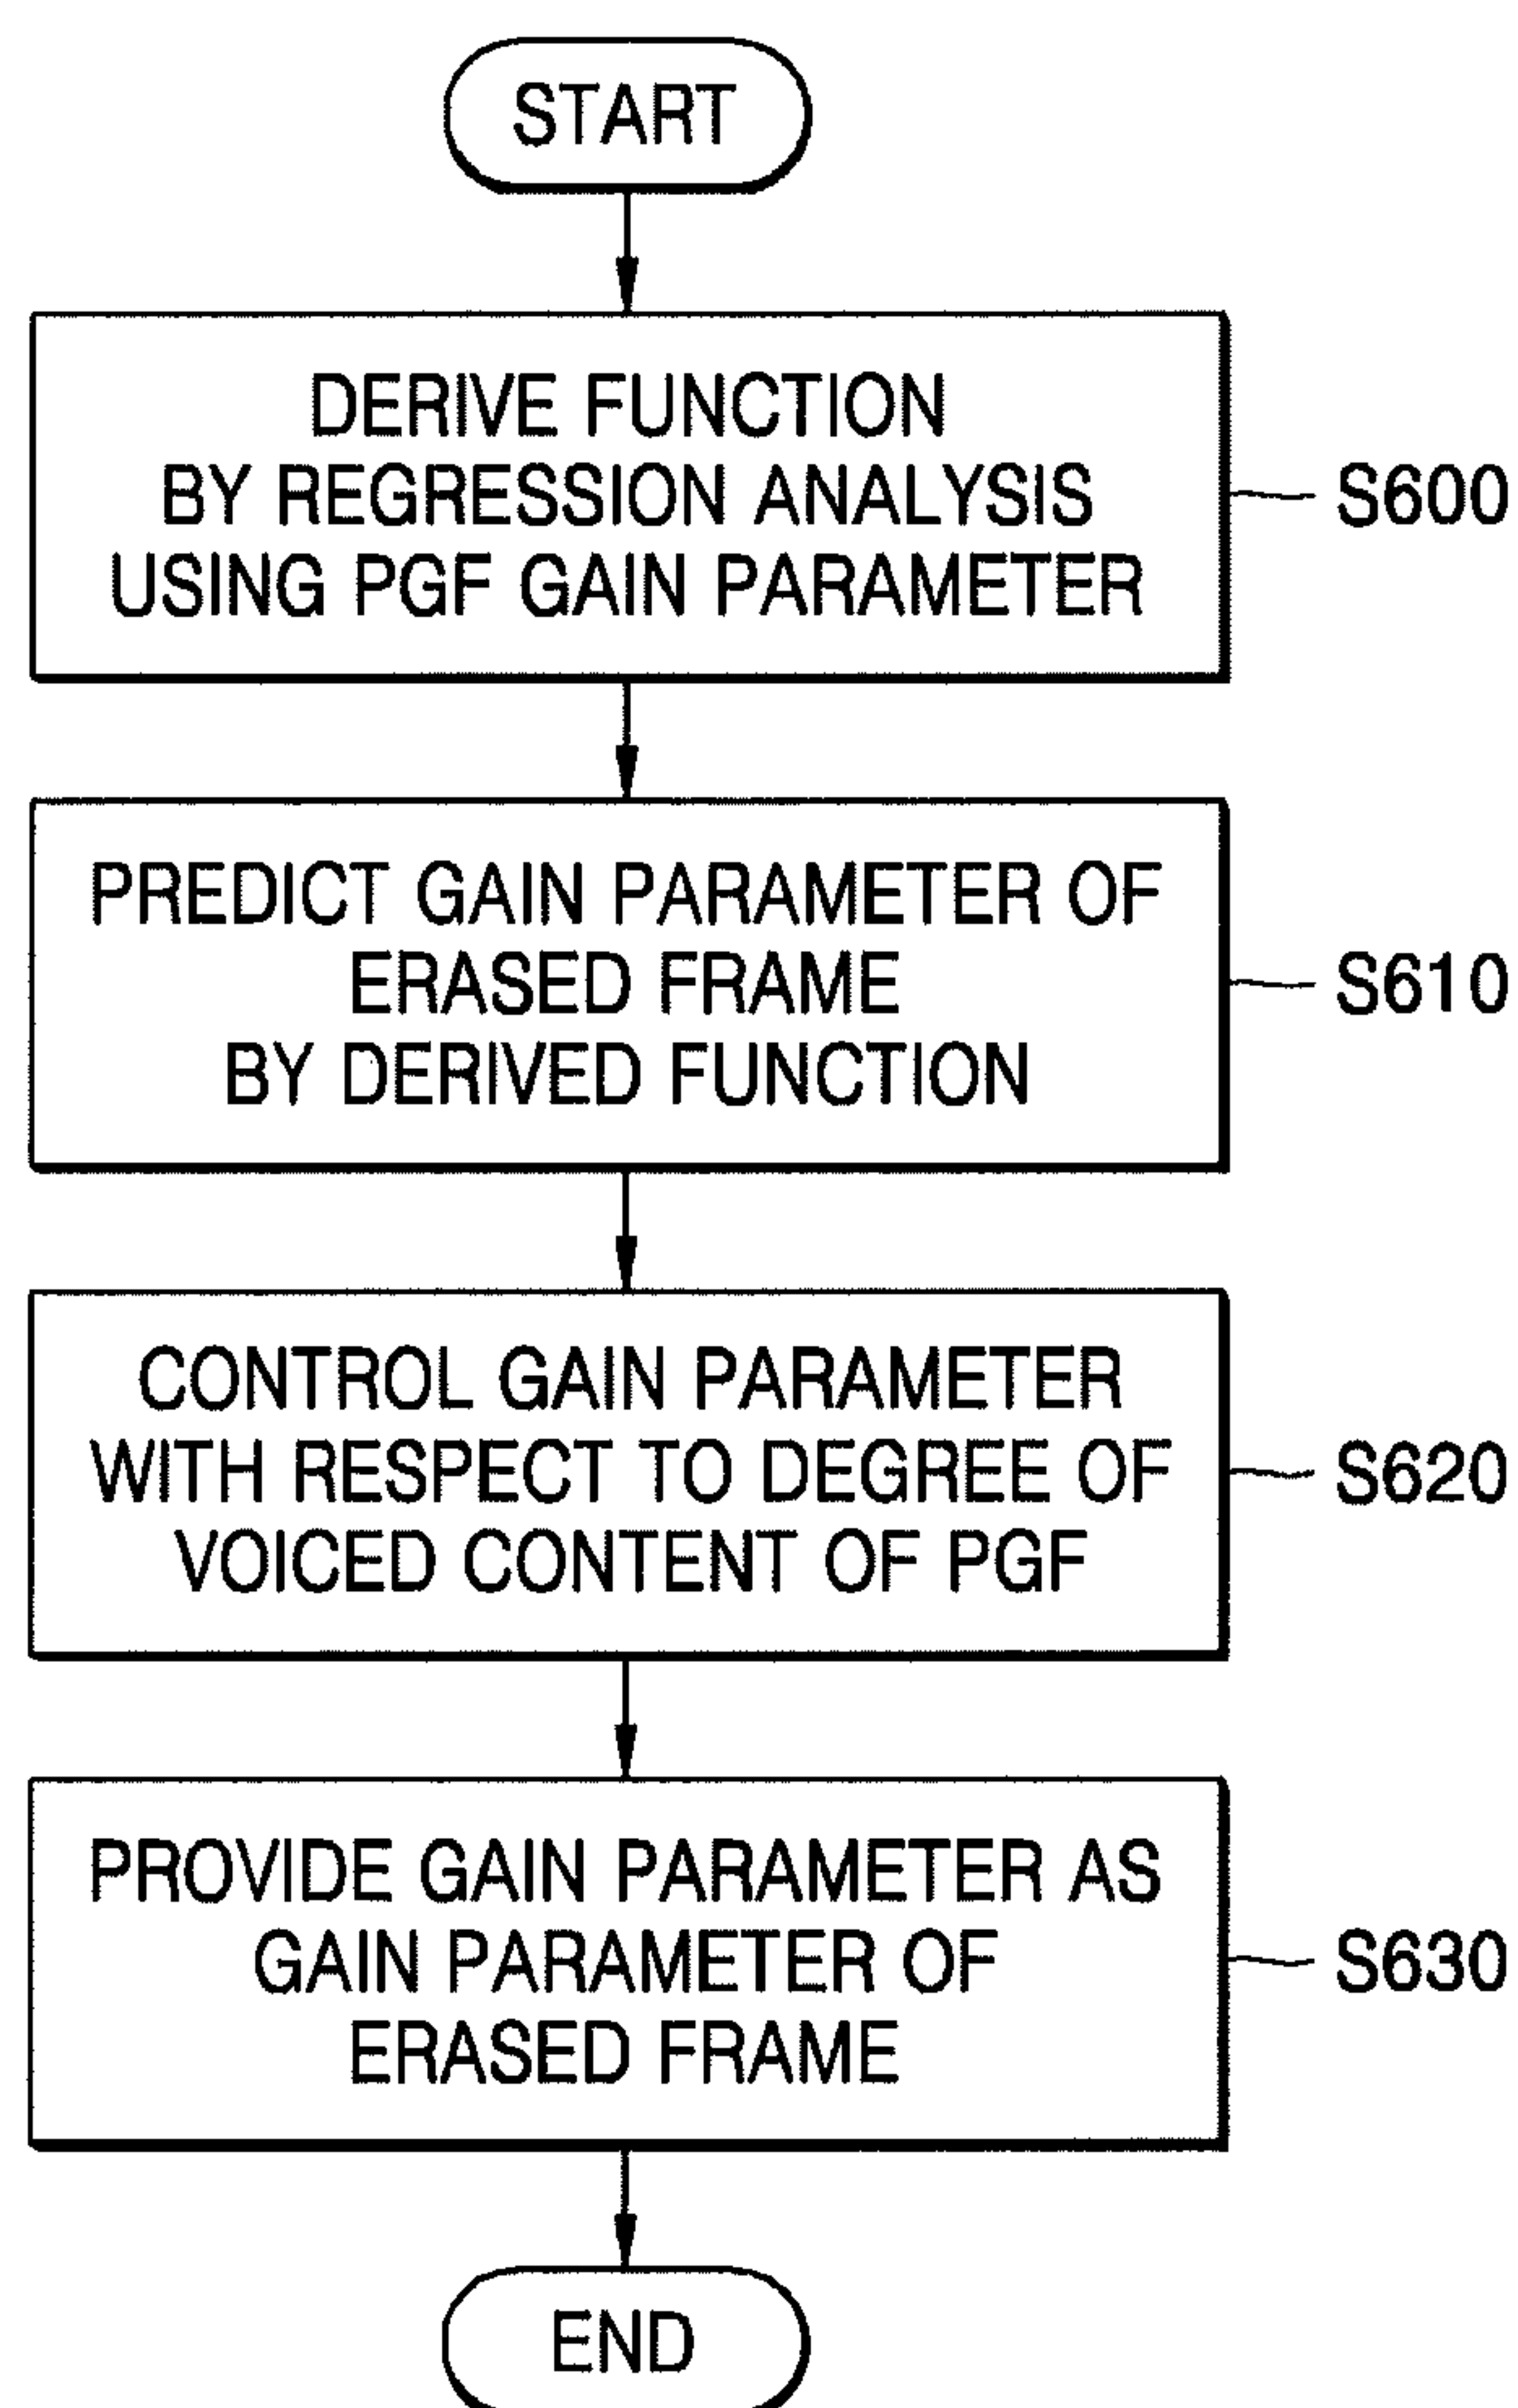 START
DERIVE FUNCTION
BY REGRESSION ANALYSIS
USING PGF GAIN PARAMETER
S600
PREDICT GAIN PARAMETER OF
ERASED FRAME
BY DERIVED FUNCTION
S610
CONTROL GAIN PARAMETER
WITH RESPECT TO DEGREE OF
VOICED CONTENT OF PGF
S620
PROVIDE GAIN PARAMETER AS
GAIN PARAMETER OF
ERASED FRAME
S630
END